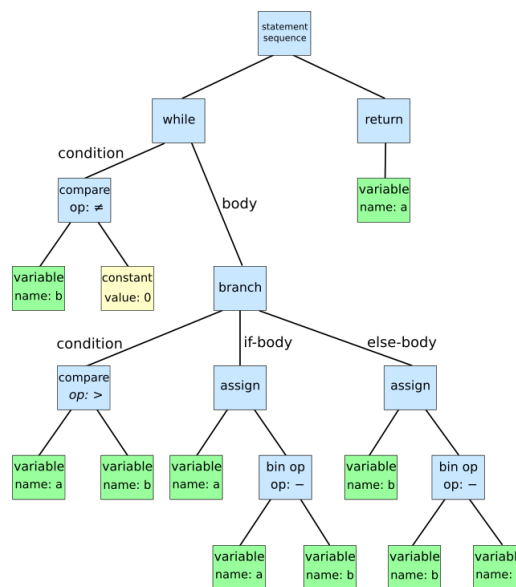 statement
sequence
while
return
condition
body
compare
op: ≠
variable
name: a
variable
name: b
constant
value: 0
branch
condition
if-body
else-body
compare
op: >
assign
assign
variable
name: a
variable
name: b
variable
name: a
bin op
op: −
variable
name: b
bin op
op: −
variable
name: a
variable
name: b
variable
name: b
variable
name: